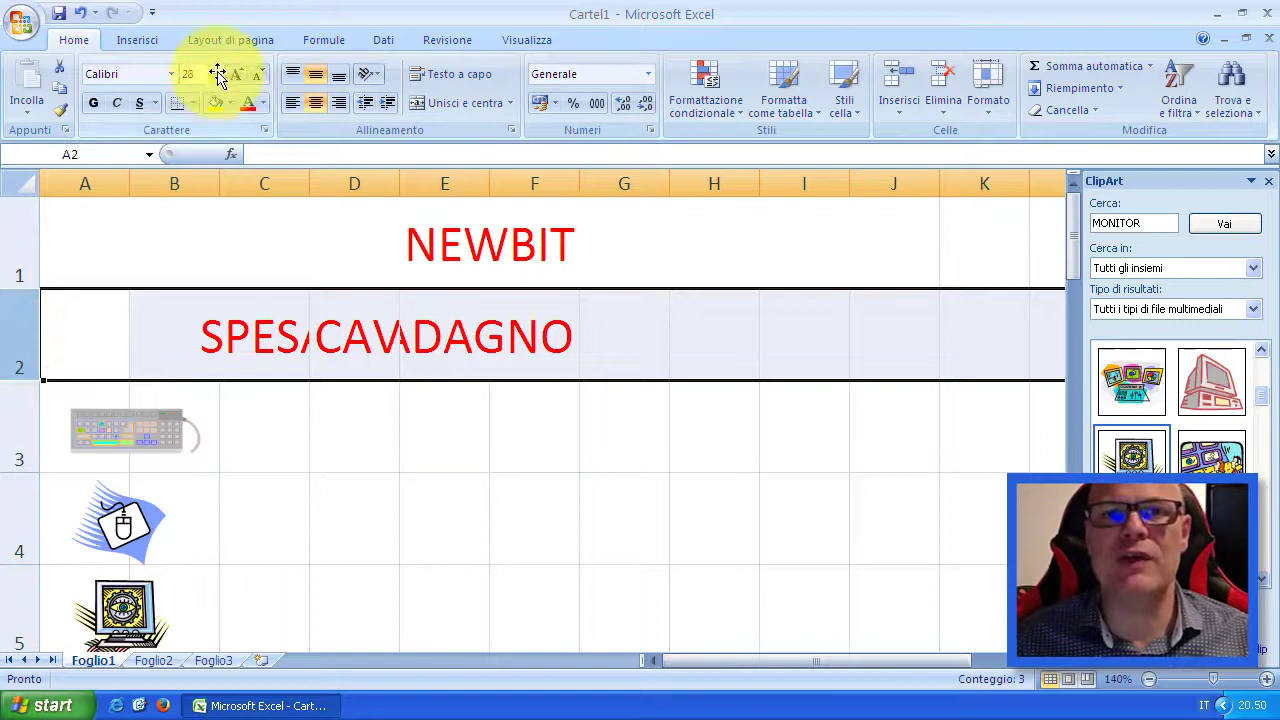 Cartel1 - Microsoft Excel
Home Inserisci Layout di pagina Formule Dati Revisione Visualizza
Incolla
Appunti
Calibri 28
G C S
Carattere
Testo a capo
Unisci e centra
Allineamento
Generale
% 000
Numeri
Formattazione condizionale
Formatta come tabella
Stili cella
Stili
Inserisci Elimina Formato
Celle
Somma automatica
Riempimento
Cancella
Ordina e filtra
Trova e seleziona
Modifica
A2 fx
A B C D E F G H I J K
1 NEWBIT
2
3
4
5
ClipArt
Cerca:
MONITOR Vai
Cerca in:
Tutti gli insiemi
Tipo di risultati:
Tutti i tipi di file multimediali
Foglio1 Foglio2 Foglio3
Pronto Conteggio: 3 140%
start Microsoft Excel - Cart... IT 20.50